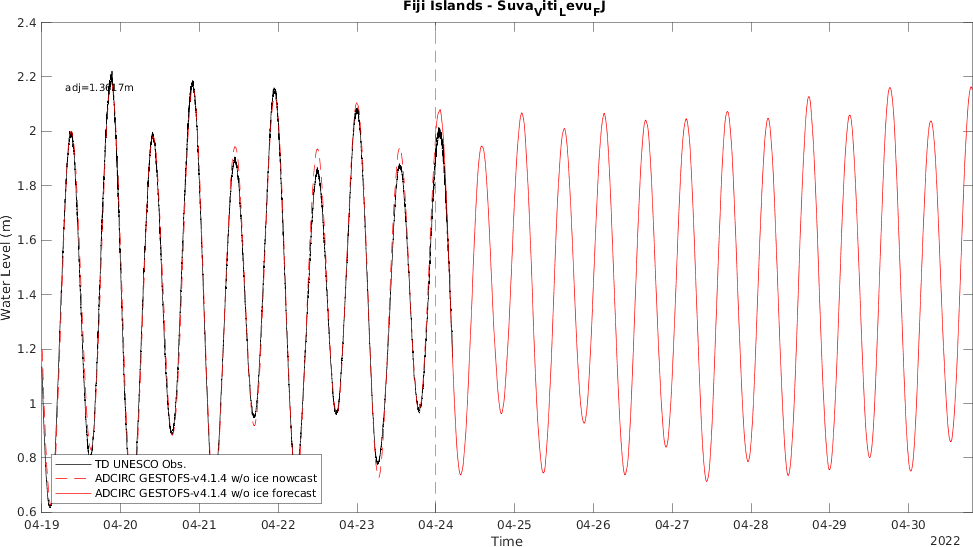 Fiji Islands - SuvaVitiLevuFJ
2.4
2.2
adj=1.3617m
2
1.8
1.6
Water Level (m)
1.4
1.2
1
0.8
TD UNESCO Obs.
ADCIRC GESTOFS-v4.1.4 w/o ice nowcast
ADCIRC GESTOFS-v4.1.4 w/o ice forecast
0.6
04-19 04-20 04-21 04-22 04-23 04-24 04-25 04-26 04-27 04-28 04-29 04-30
Time
2022